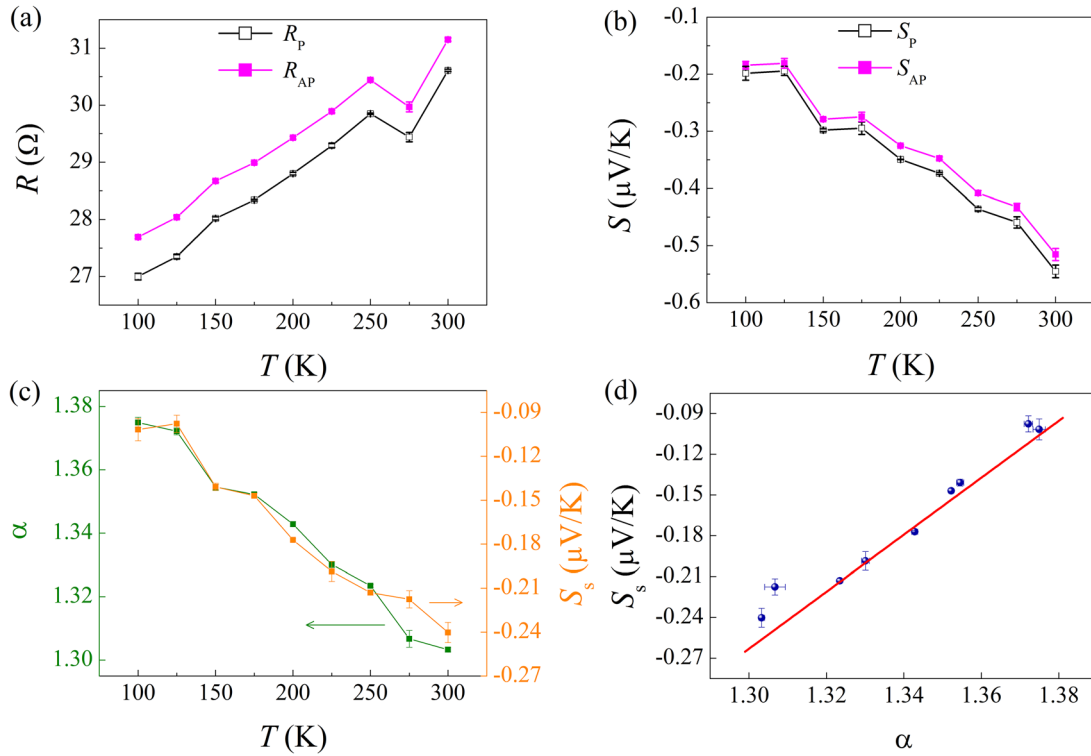 (a)
R_P
R_AP
31
30
29
28
27
R (Ω)
100 150 200 250 300
T (K)
(b)
S_P
S_AP
-0.1
-0.2
-0.3
-0.4
-0.5
-0.6
S (μV/K)
100 150 200 250 300
T (K)
(c)
1.38
1.36
1.34
1.32
1.30
α
-0.09
-0.12
-0.15
-0.18
-0.21
-0.24
-0.27
S_s (μV/K)
100 150 200 250 300
T (K)
(d)
-0.09
-0.12
-0.15
-0.18
-0.21
-0.24
-0.27
S_s (μV/K)
1.30 1.32 1.34 1.36 1.38
α